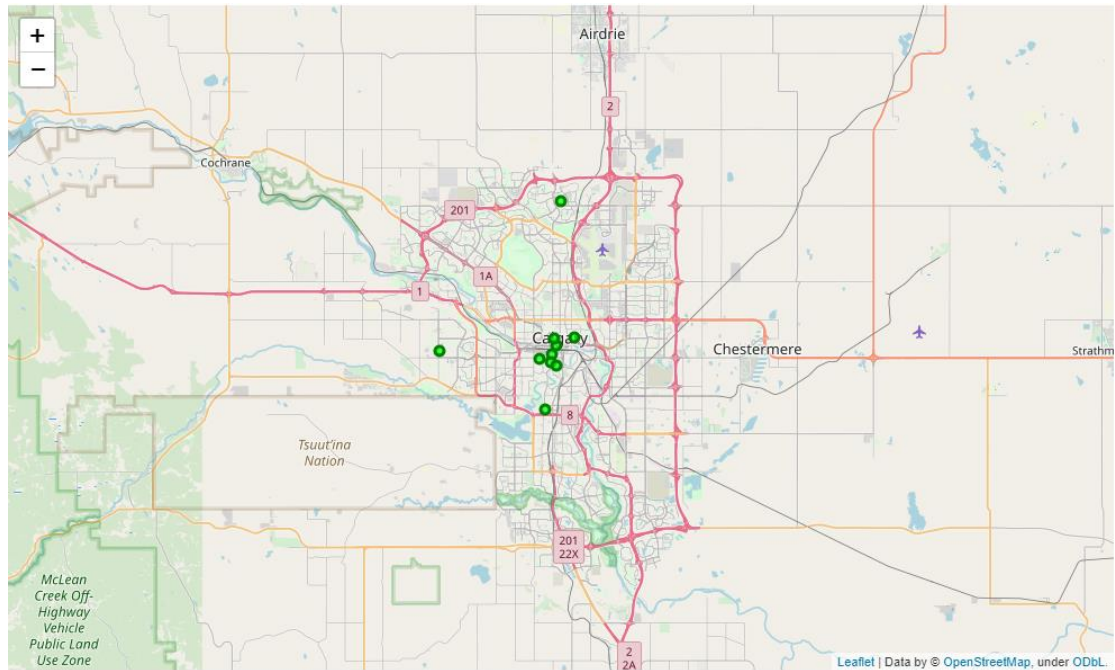 +
−
Airdrie
2
Cochrane
201
1A
1
Calgary
Chestermere
Strathm
8
Tsuut'ina
Nation
201
22X
McLean
Creek Off-
Highway
Vehicle
Public Land
Use Zone
2
2A
Leaflet | Data by © OpenStreetMap, under ODbL.